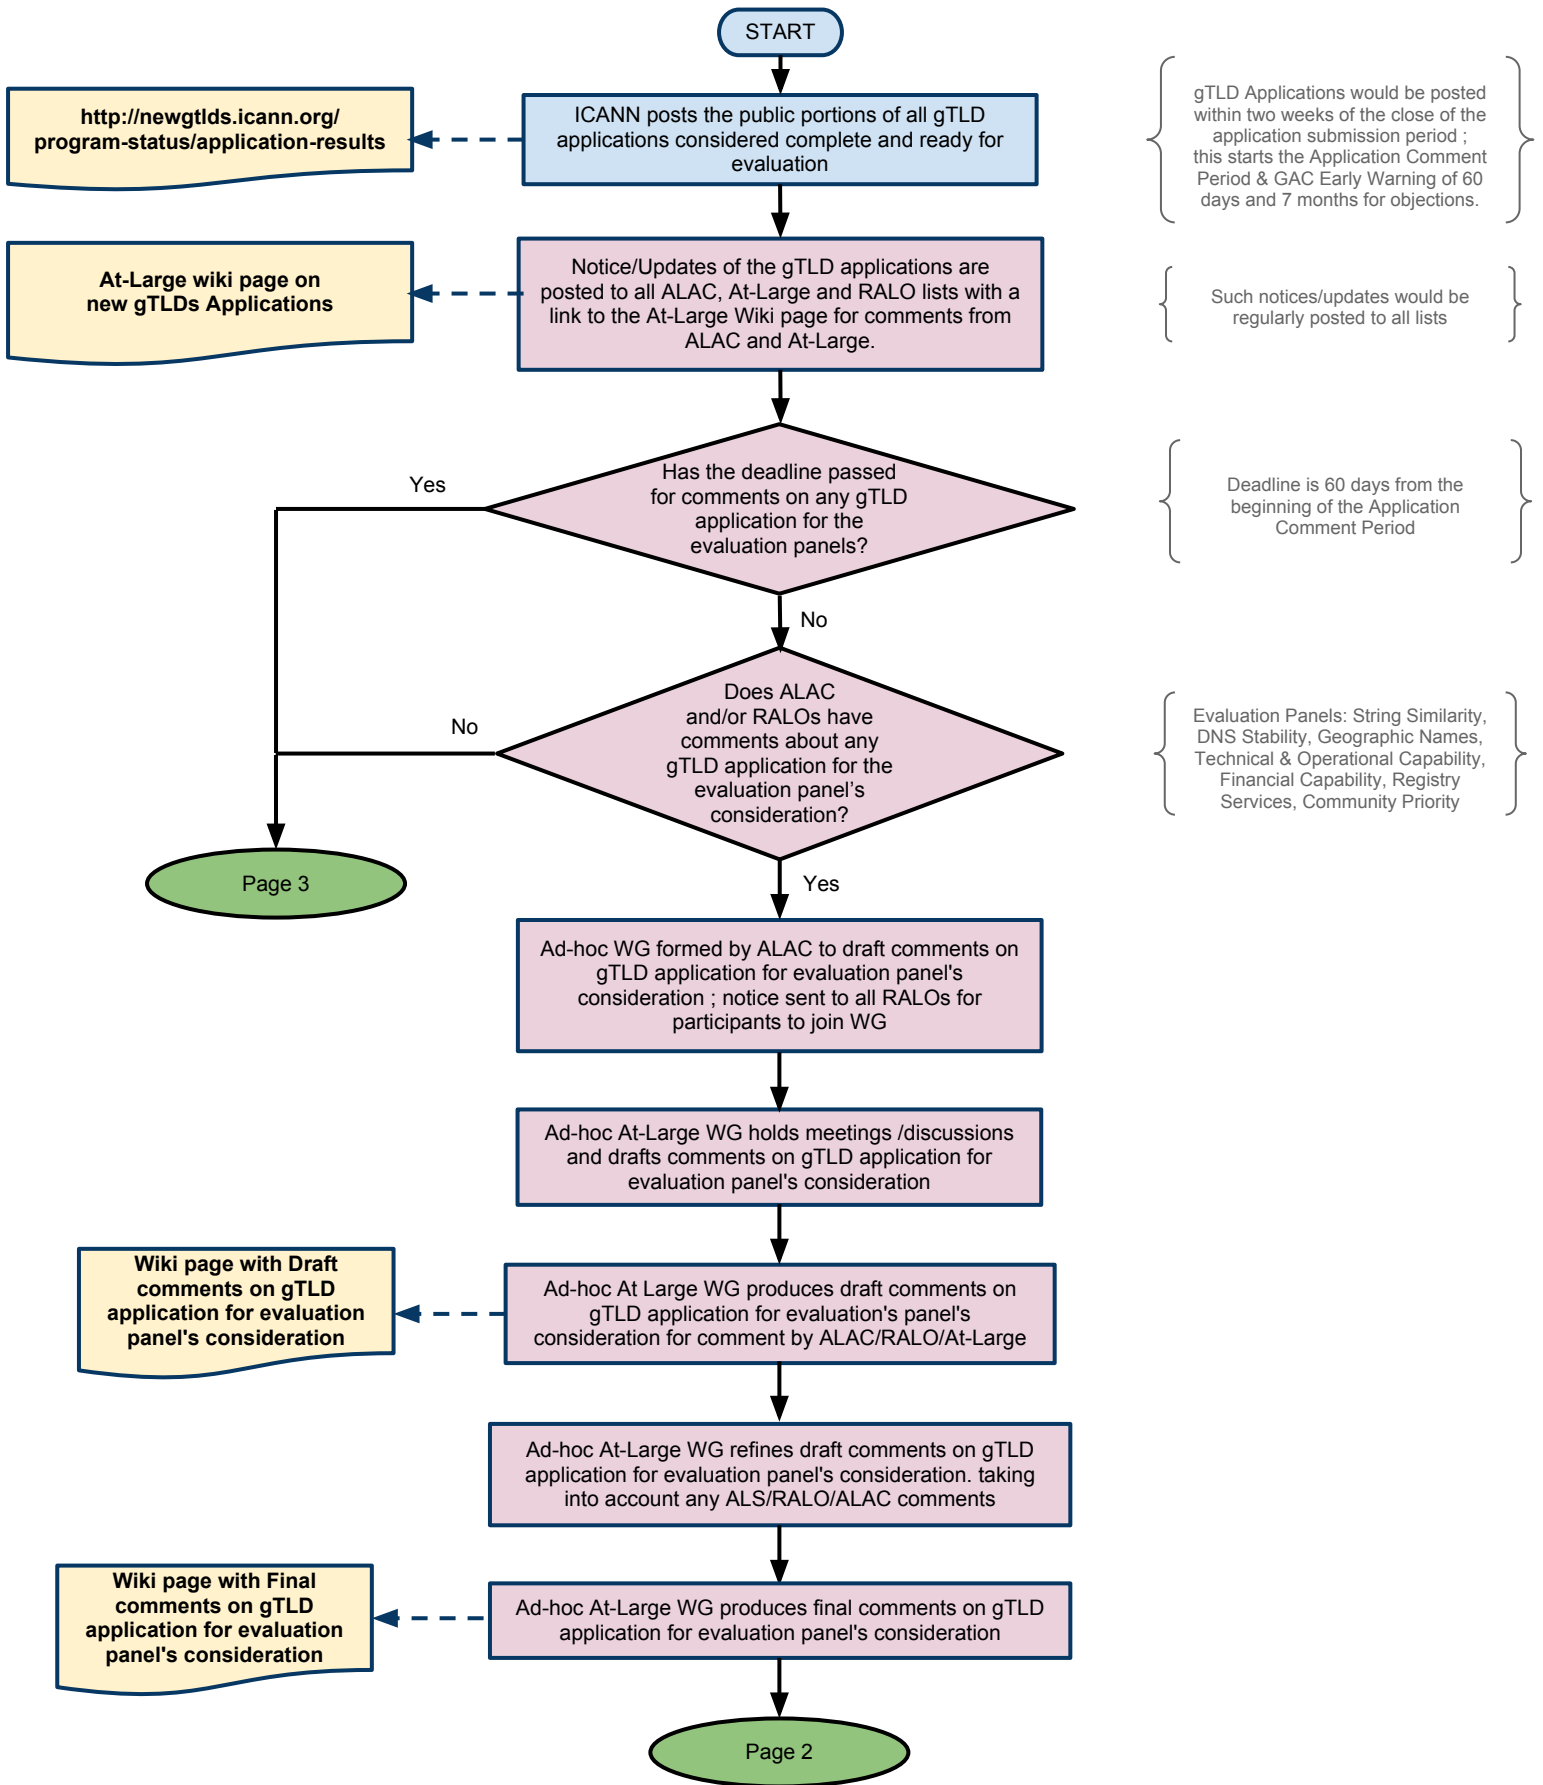 START
http://newgtlds.icann.org/
program-status/application-results
ICANN posts the public portions of all gTLD
applications considered complete and ready for
evaluation
gTLD Applications would be posted
within two weeks of the close of the
application submission period ;
this starts the Application Comment
Period & GAC Early Warning of 60
days and 7 months for objections.
At-Large wiki page on
new gTLDs Applications
Notice/Updates of the gTLD applications are
posted to all ALAC, At-Large and RALO lists with a
link to the At-Large Wiki page for comments from
ALAC and At-Large.
Such notices/updates would be
regularly posted to all lists
Yes
Has the deadline passed
for comments on any gTLD
application for the
evaluation panels?
Deadline is 60 days from the
beginning of the Application
Comment Period
No
No
Does ALAC
and/or RALOs have
comments about any
gTLD application for the
evaluation panel's
consideration?
Evaluation Panels: String Similarity,
DNS Stability, Geographic Names,
Technical & Operational Capability,
Financial Capability, Registry
Services, Community Priority
Page 3
Yes
Ad-hoc WG formed by ALAC to draft comments on
gTLD application for evaluation panel's
consideration ; notice sent to all RALOs for
participants to join WG
Ad-hoc At-Large WG holds meetings /discussions
and drafts comments on gTLD application for
evaluation panel's consideration
Wiki page with Draft
comments on gTLD
application for evaluation
panel's consideration
Ad-hoc At Large WG produces draft comments on
gTLD application for evaluation's panel's
consideration for comment by ALAC/RALO/At-Large
Ad-hoc At-Large WG refines draft comments on gTLD
application for evaluation panel's consideration. taking
into account any ALS/RALO/ALAC comments
Wiki page with Final
comments on gTLD
application for evaluation
panel's consideration
Ad-hoc At-Large WG produces final comments on gTLD
application for evaluation panel's consideration
Page 2